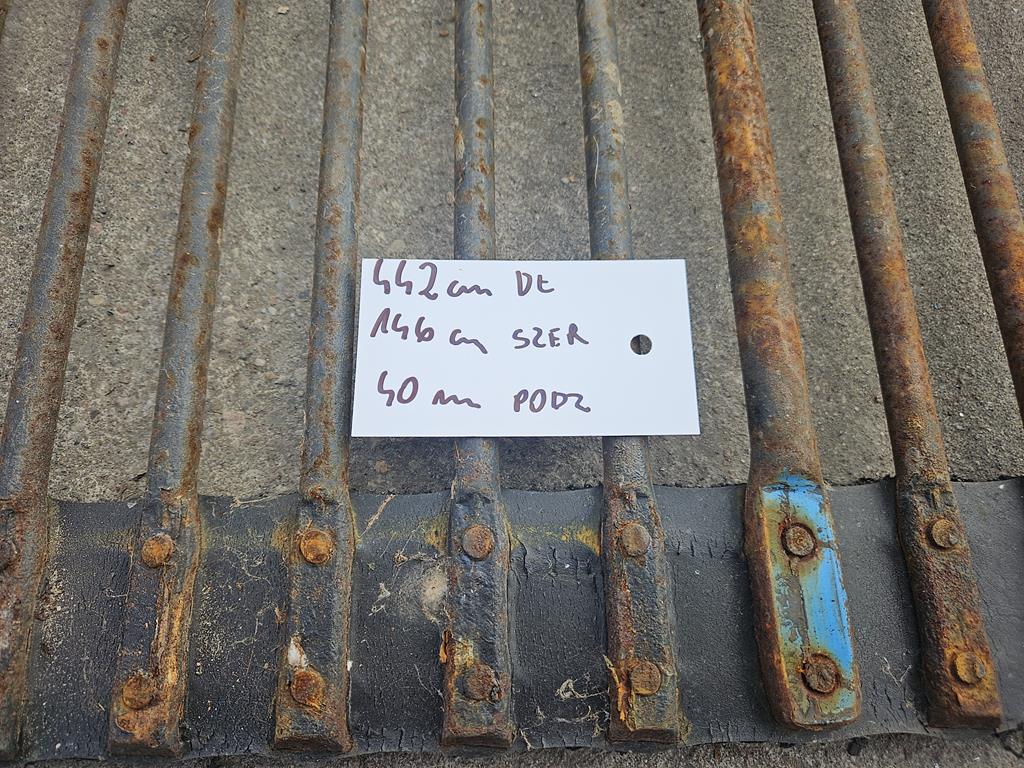 442 cm DŁ
146 cm SZER
40 mm PODZ